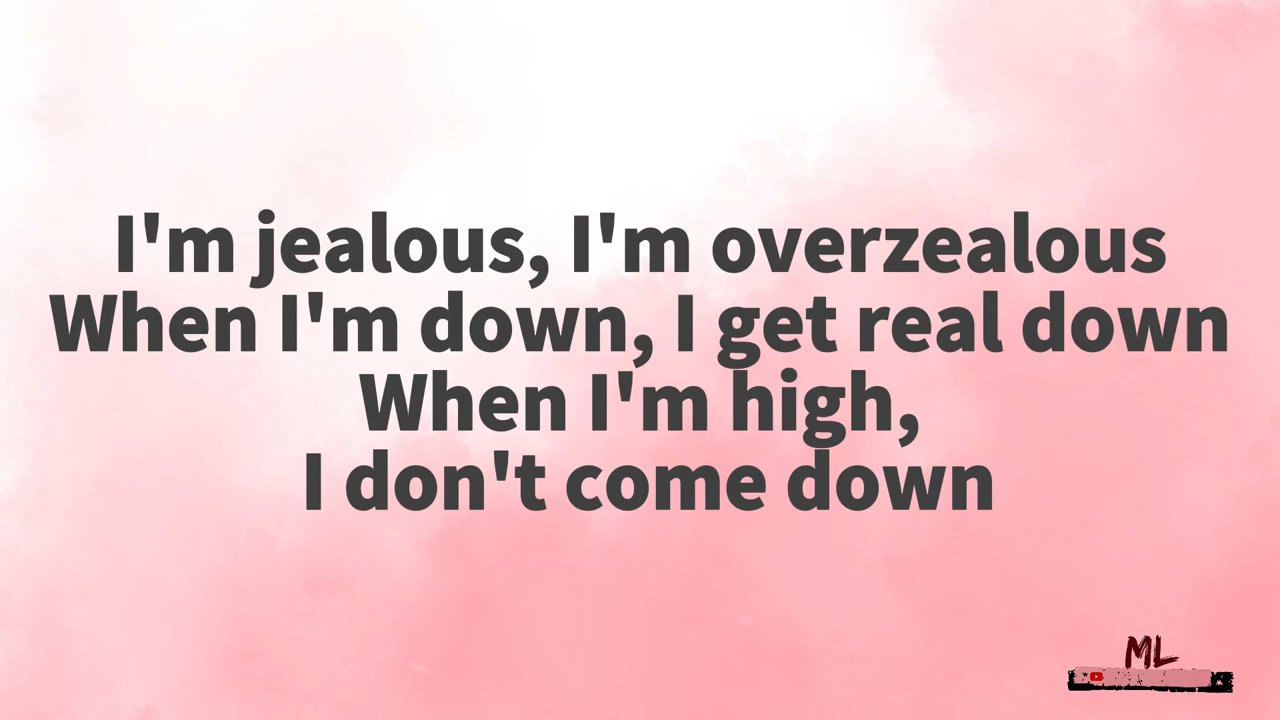 I'm jealous, I'm overzealous
When I'm down, I get real down
When I'm high,
I don't come down
ML